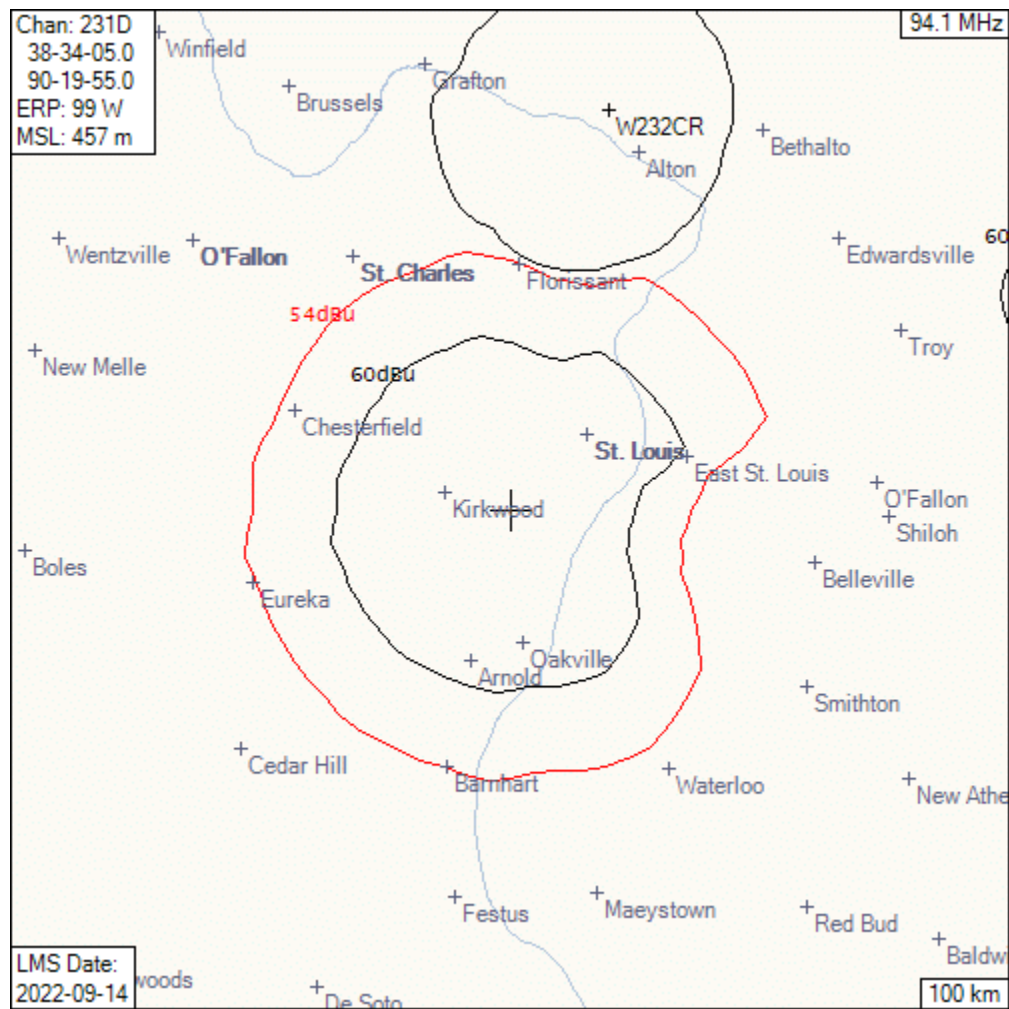 Chan: 231D
38-34-05.0
90-19-55.0
ERP: 99 W
MSL: 457 m
94.1 MHz
Winfield
Grafton
Brussels
W232CR
Bethalto
Alton
60
Wentzville
O'Fallon
St. Charles
Florissant
Edwardsville
54dBu
Troy
New Melle
60dBu
Chesterfield
St. Louis
East St. Louis
O'Fallon
Kirkwood
Shiloh
Boles
Belleville
Eureka
Oakville
Arnold
Smithton
Cedar Hill
Barnhart
Waterloo
New Athe
Festus
Maeystown
Red Bud
Baldwi
LMS Date:
2022-09-14
woods
De Soto
100 km